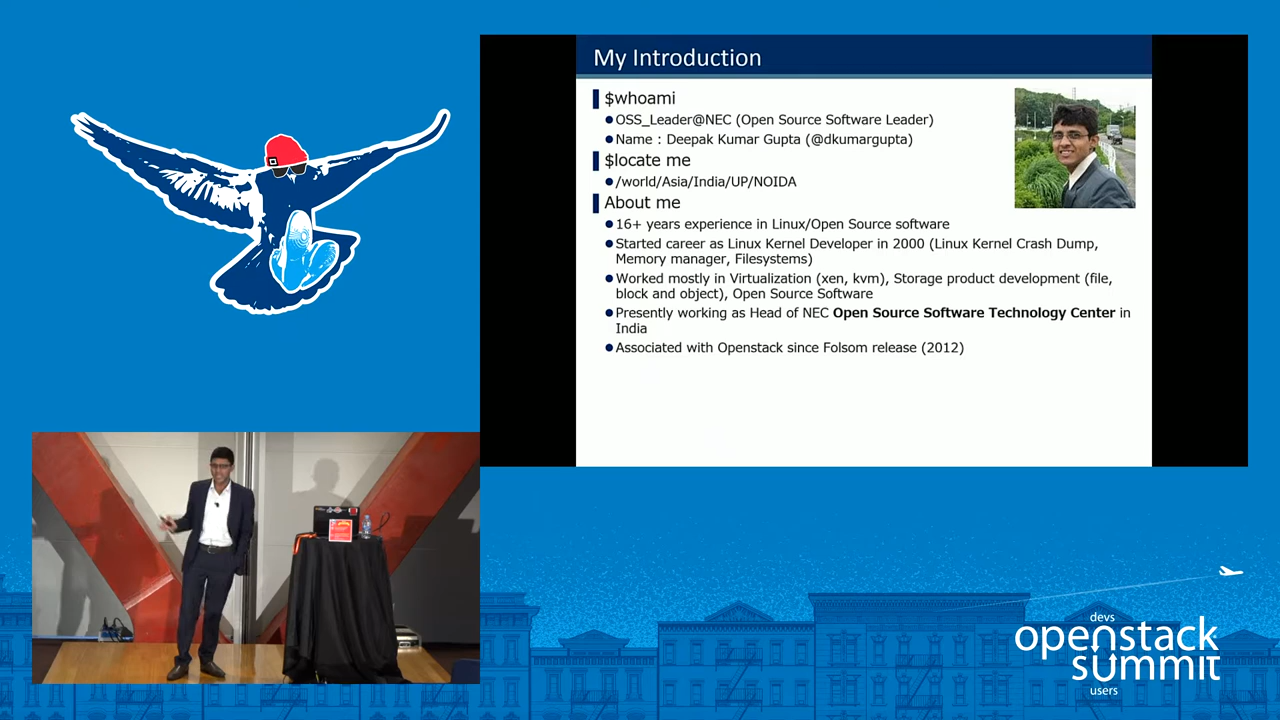 My Introduction
$whoami
OSS_Leader@NEC (Open Source Software Leader)
Name : Deepak Kumar Gupta (@dkumargupta)
$locate me
/world/Asia/India/UP/NOIDA
About me
16+ years experience in Linux/Open Source software
Started career as Linux Kernel Developer in 2000 (Linux Kernel Crash Dump,
Memory manager, Filesystems)
Worked mostly in Virtualization (xen, kvm), Storage product development (file,
block and object), Open Source Software
Presently working as Head of NEC Open Source Software Technology Center in
India
Associated with Openstack since Folsom release (2012)
devs
openstack
summit
users